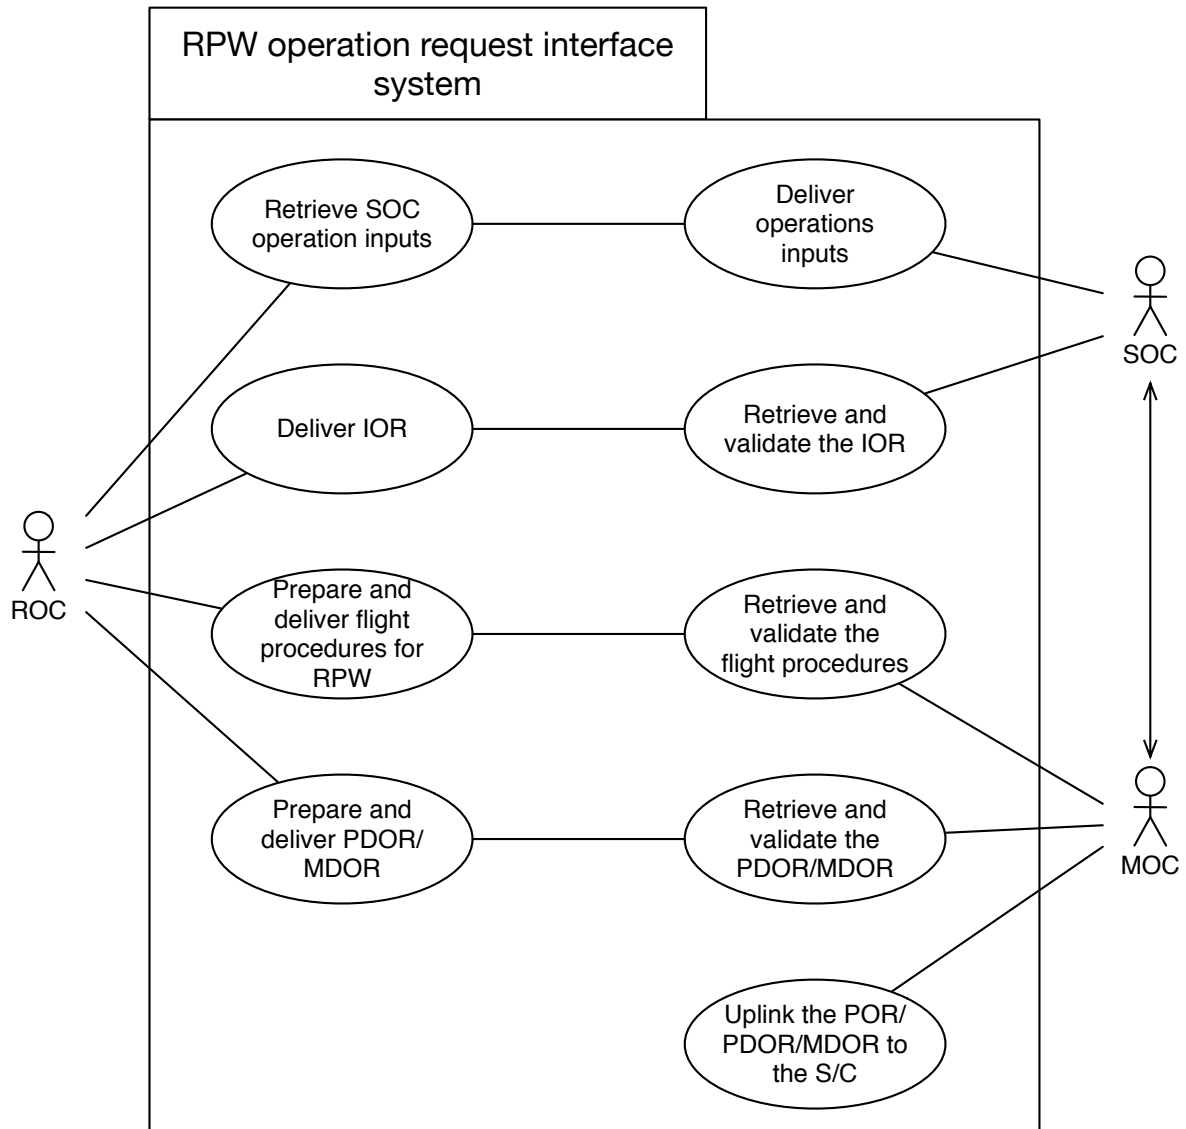 RPW operation request interface
system
Retrieve SOC
operation inputs
Deliver
operations
inputs
SOC
Deliver IOR
Retrieve and
validate the IOR
ROC
Prepare and
deliver flight
procedures for
RPW
Retrieve and
validate the
flight procedures
Prepare and
deliver PDOR/
MDOR
Retrieve and
validate the
PDOR/MDOR
MOC
Uplink the POR/
PDOR/MDOR to
the S/C